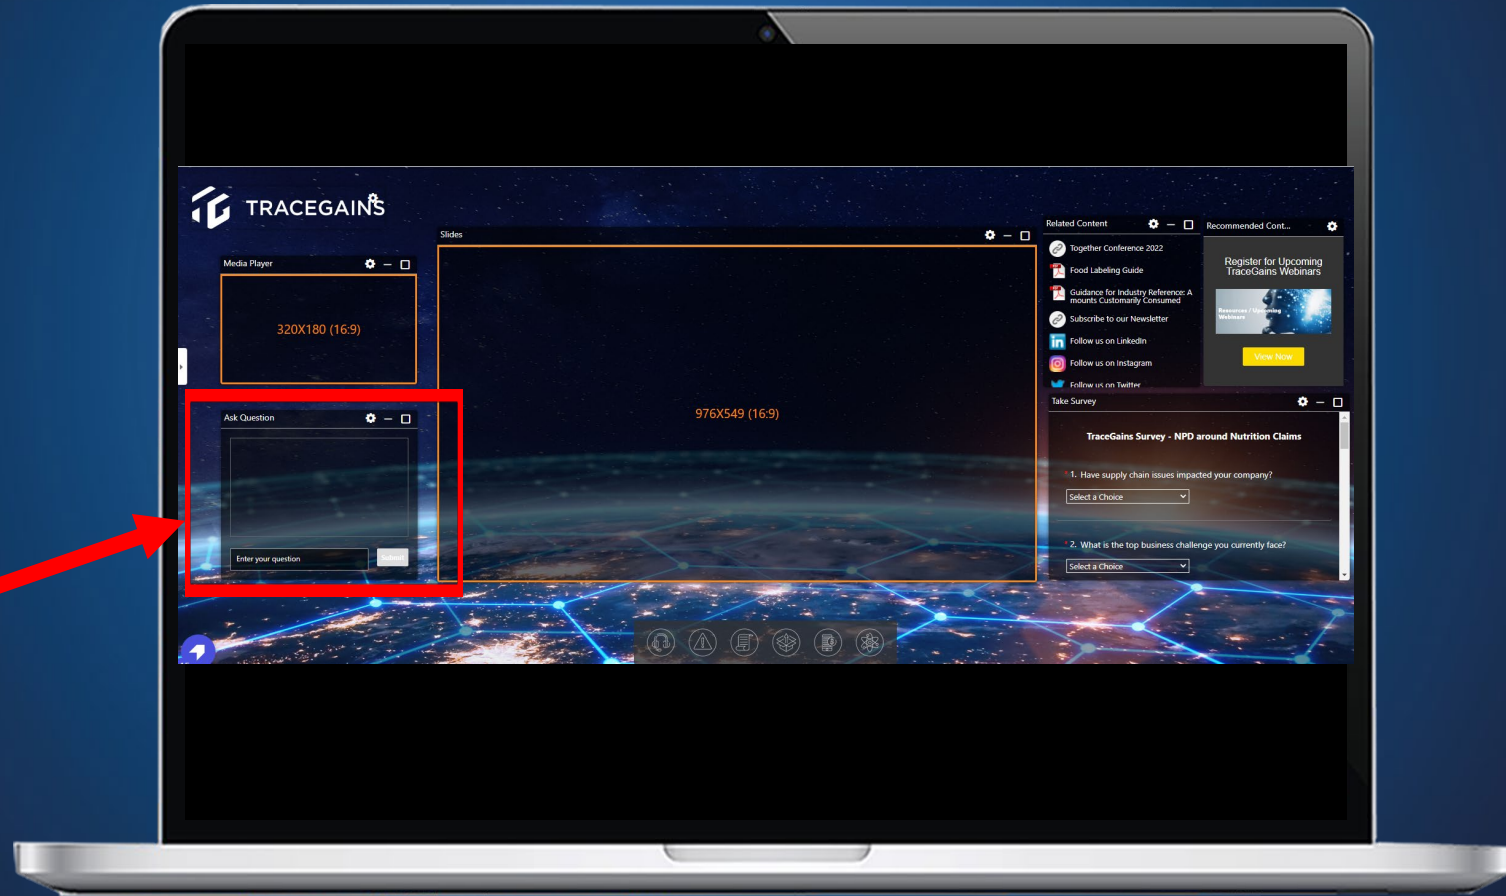 TRACEGAINS
Media Player
320X180 (16:9)
Ask Question
Enter your question
Submit
Slides
976X549 (16:9)
Related Content
Together Conference 2022
Food Labeling Guide
Guidance for Industry Reference: A
mounts Customarily Consumed
Subscribe to our Newsletter
Follow us on LinkedIn
Follow us on Instagram
Follow us on Twitter
Recommended Cont...
Register for Upcoming
TraceGains Webinars
Resources / Upcoming
Webinars
View Now
Take Survey
TraceGains Survey - NPD around Nutrition Claims
*1. Have supply chain issues impacted your company?
Select a Choice
*2. What is the top business challenge you currently face?
Select a Choice